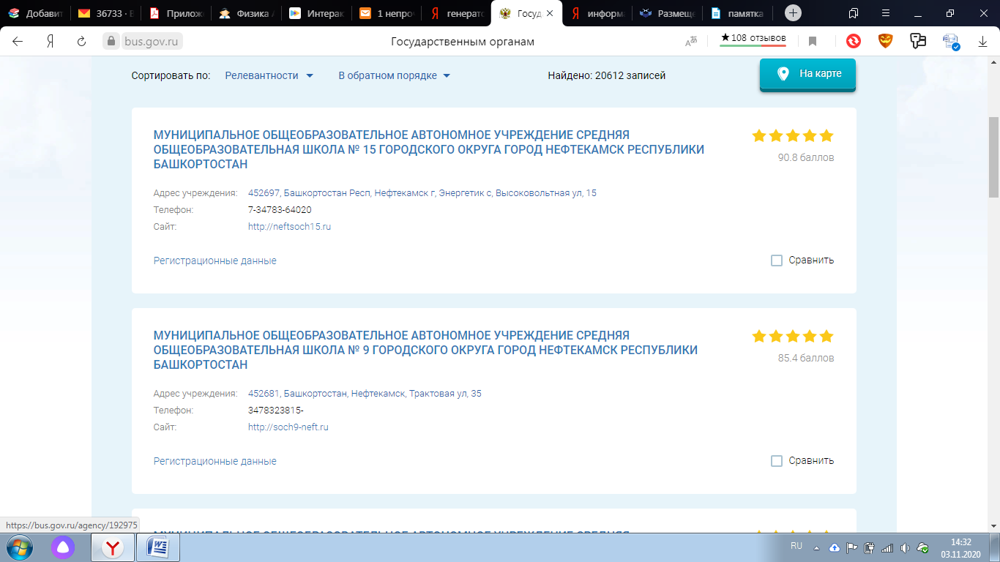 Добавит
36733 · В
Прилож
Физика
Интерак
1 непро
генерато
Госуд
информ
Размеще
памятка
bus.gov.ru
Государственным органам
108 отзывов
Сортировать по: Релевантности В обратном порядке Найдено: 20612 записей На карте
МУНИЦИПАЛЬНОЕ ОБЩЕОБРАЗОВАТЕЛЬНОЕ АВТОНОМНОЕ УЧРЕЖДЕНИЕ СРЕДНЯЯ
ОБЩЕОБРАЗОВАТЕЛЬНАЯ ШКОЛА № 15 ГОРОДСКОГО ОКРУГА ГОРОД НЕФТЕКАМСК РЕСПУБЛИКИ
БАШКОРТОСТАН
90.8 баллов
Адрес учреждения: 452697, Башкортостан Респ, Нефтекамск г, Энергетик с, Высоковольтная ул, 15
Телефон: 7-34783-64020
Сайт: http://neftsoch15.ru
Регистрационные данные Сравнить
МУНИЦИПАЛЬНОЕ ОБЩЕОБРАЗОВАТЕЛЬНОЕ АВТОНОМНОЕ УЧРЕЖДЕНИЕ СРЕДНЯЯ
ОБЩЕОБРАЗОВАТЕЛЬНАЯ ШКОЛА № 9 ГОРОДСКОГО ОКРУГА ГОРОД НЕФТЕКАМСК РЕСПУБЛИКИ
БАШКОРТОСТАН
85.4 баллов
Адрес учреждения: 452681, Башкортостан, Нефтекамск, Трактовая ул, 35
Телефон: 3478323815-
Сайт: http://soch9-neft.ru
Регистрационные данные Сравнить
МУНИЦИПАЛЬНОЕ ОБЩЕОБРАЗОВАТЕЛЬНОЕ АВТОНОМНОЕ УЧРЕЖДЕНИЕ СРЕДНЯЯ
https://bus.gov.ru/agency/192975
RU
14:32
03.11.2020